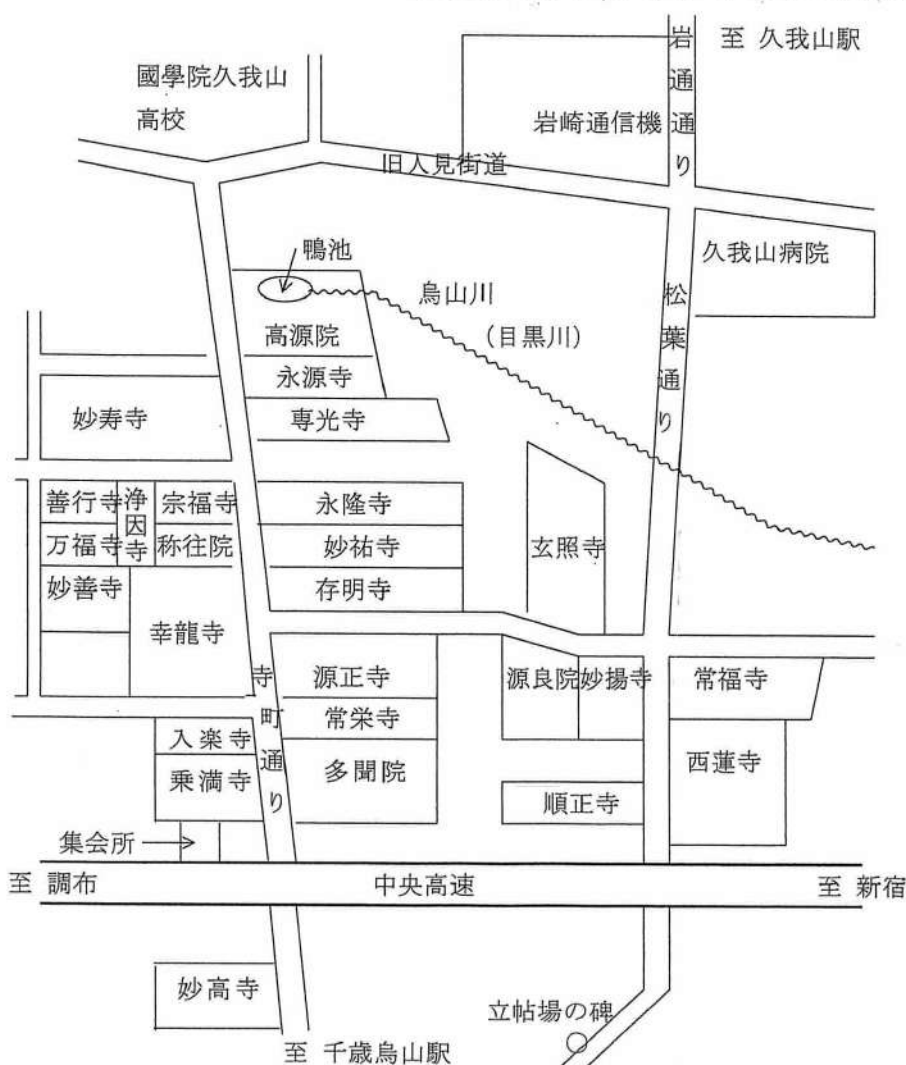 岩通通り
至 久我山駅
國學院久我山
高校
岩崎通信機
旧人見街道
久我山病院
鴨池
烏山川
(目黒川)
松葉通り
高源院
永源寺
専光寺
妙寿寺
善行寺
浄因寺
宗福寺
永隆寺
万福寺
称往院
妙祐寺
玄照寺
妙善寺
存明寺
幸龍寺
寺町通り
源正寺
源良院
妙揚寺
常福寺
常栄寺
入楽寺
多聞院
西蓮寺
乗満寺
順正寺
集会所
至 調布
中央高速
至 新宿
妙高寺
立帖場の碑
至 千歳烏山駅